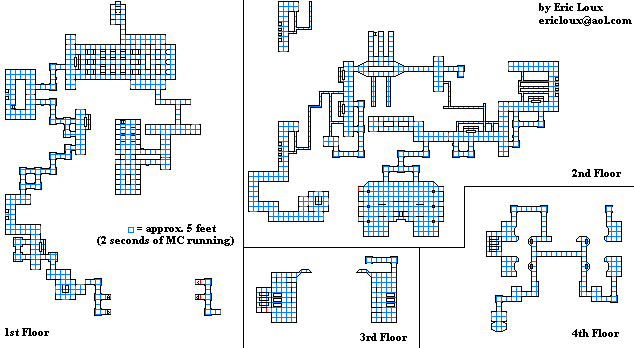 by Eric Loux
ericloux@aol.com
2nd Floor
= approx. 5 feet
(2 seconds of MC running)
1st Floor
3rd Floor
4th Floor